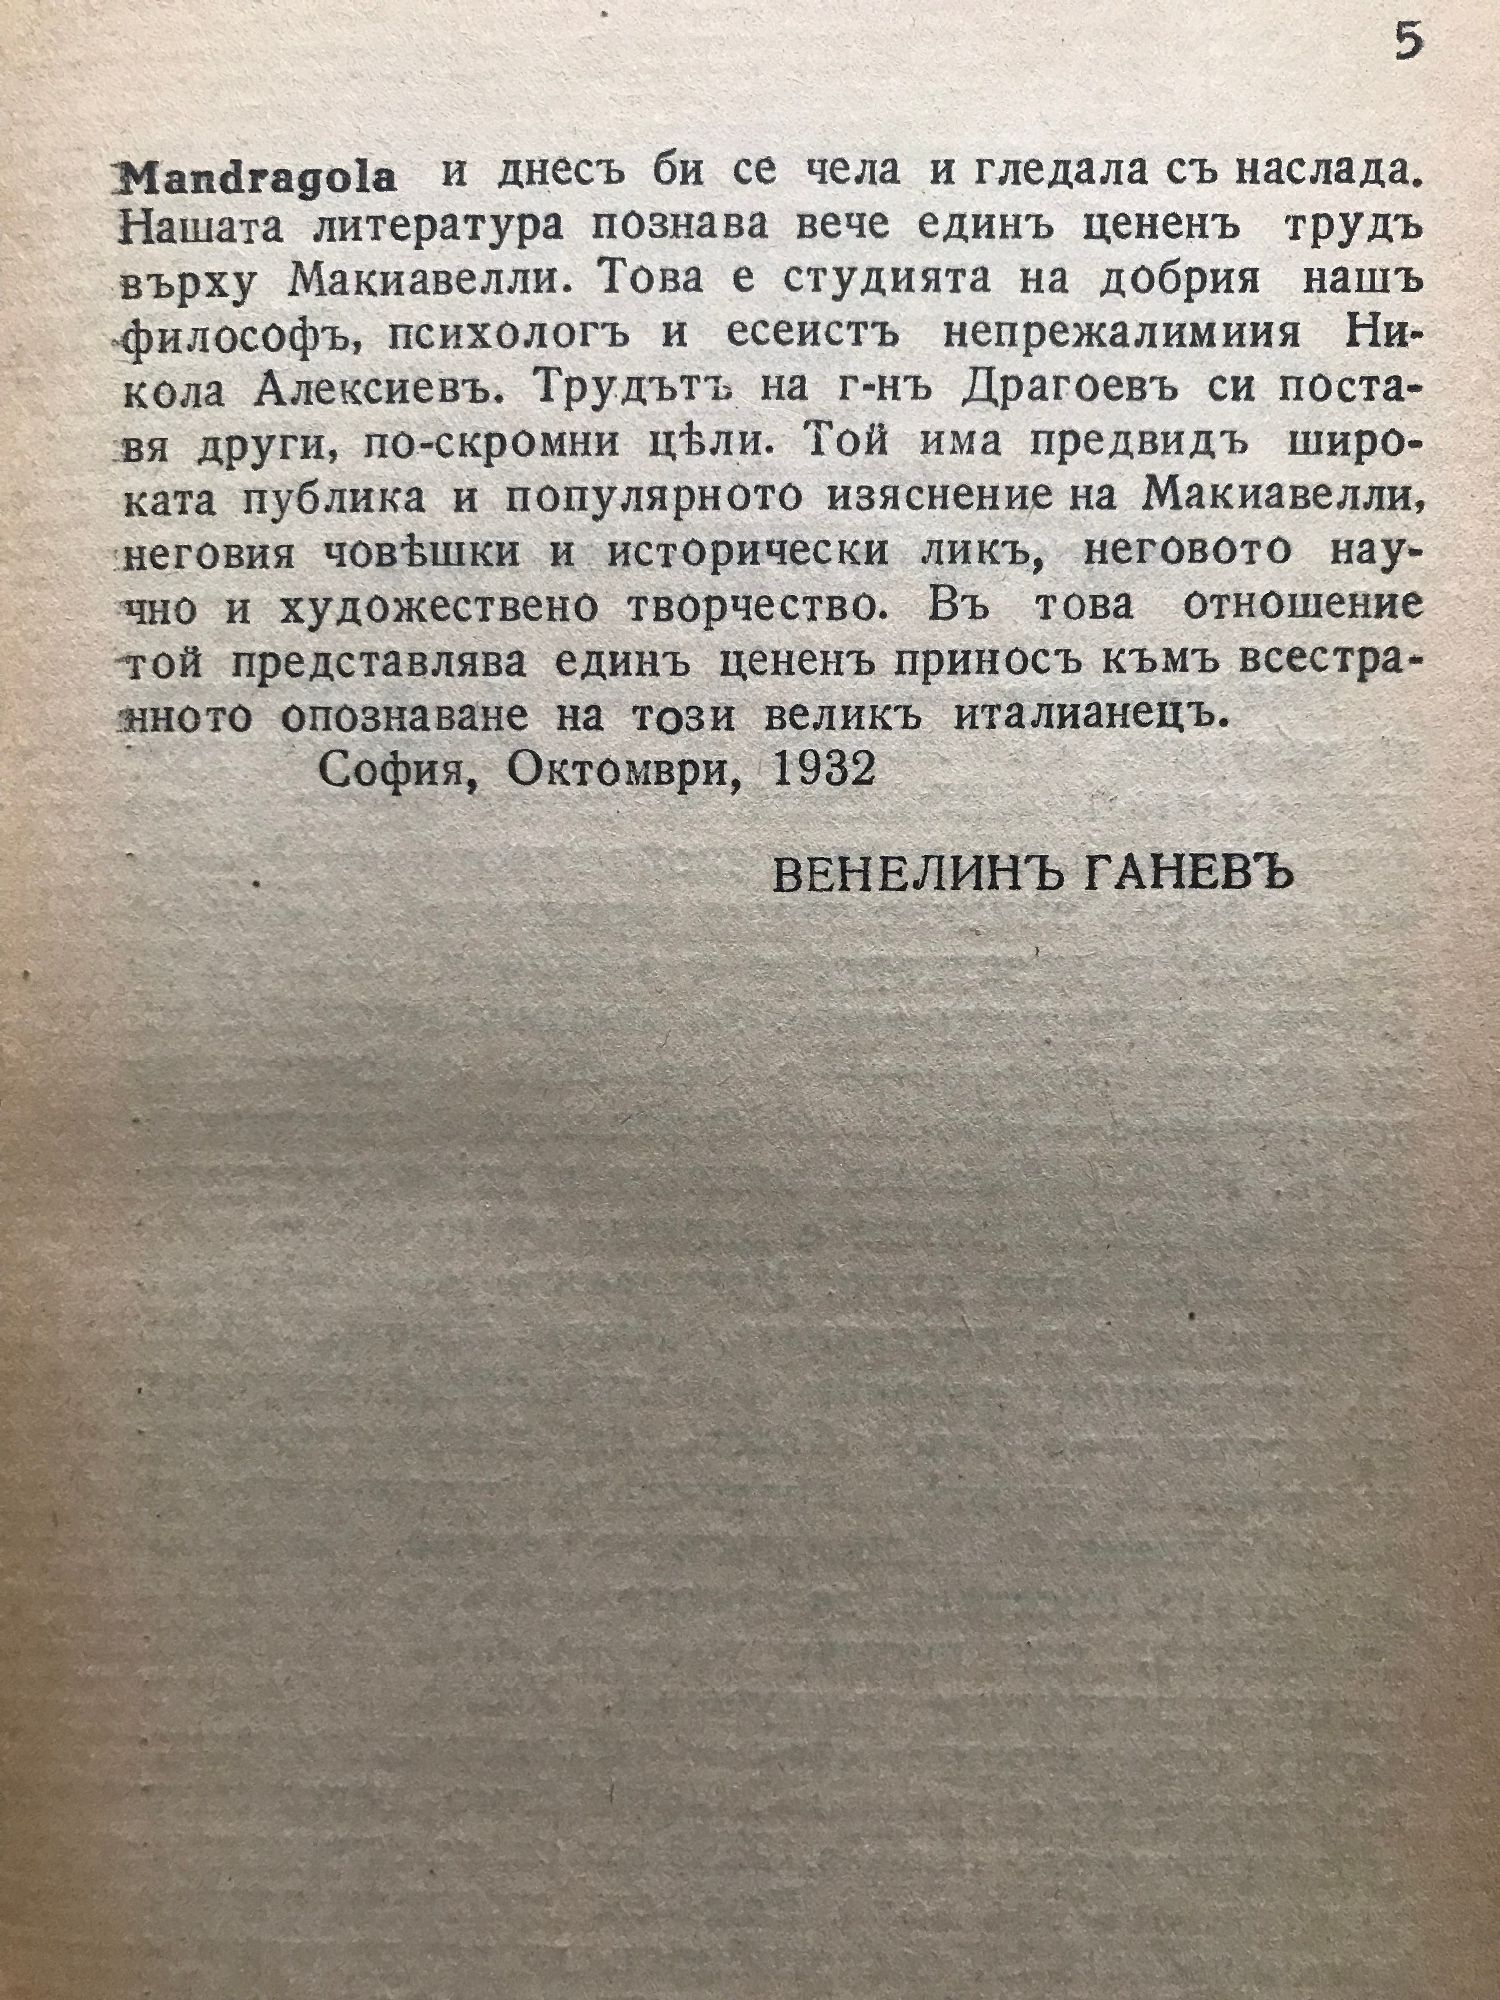 5
Mandragola и днесъ би се чела и гледала съ наслада.
Нашата литература познава вече единъ цененъ трудъ
върху Макиавелли. Това е студията на добрия нашъ
философъ, психологъ и есеистъ непрежалимиия Ни-
кола Алексиевъ. Трудътъ на г-нъ Драгоевъ си поста-
вя други, по-скромни цѣли. Той има предвидъ широ-
ката публика и популярното изяснение на Макиавелли,
неговия човѣшки и исторически ликъ, неговото нау-
чно и художествено творчество. Въ това отношение
той представлява единъ цененъ приносъ къмъ всестра-
нното опознаване на този великъ италианецъ.
София, Октомври, 1932
ВЕНЕЛИНЪ ГАНЕВЪ